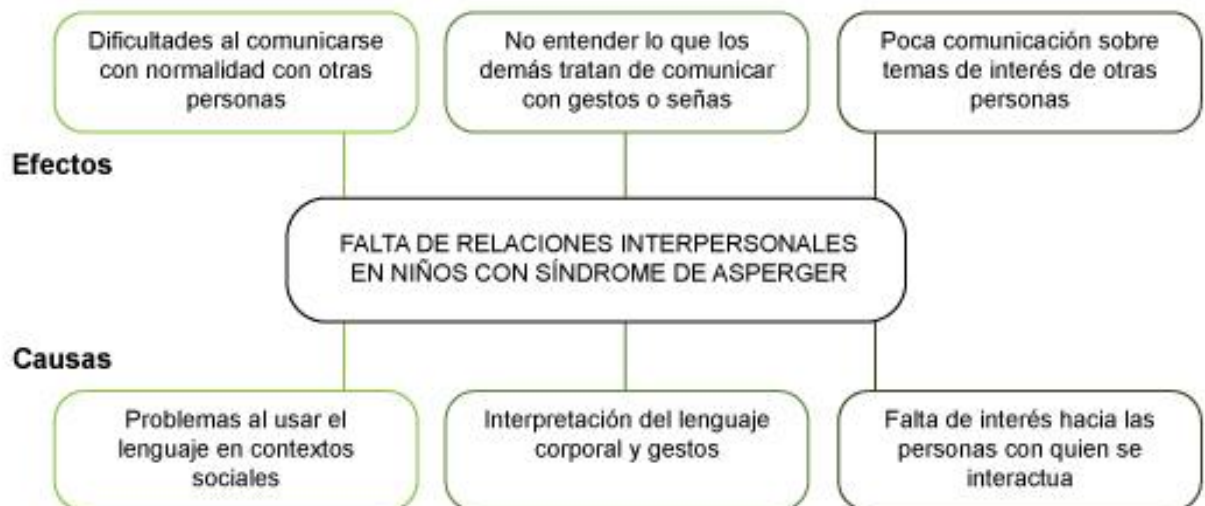 Dificultades al comunicarse
con normalidad con otras
personas
No entender lo que los
demás tratan de comunicar
con gestos o señas
Poca comunicación sobre
temas de interés de otras
personas
Efectos
FALTA DE RELACIONES INTERPERSONALES
EN NIÑOS CON SÍNDROME DE ASPERGER
Causas
Problemas al usar el
lenguaje en contextos
sociales
Interpretación del lenguaje
corporal y gestos
Falta de interés hacia las
personas con quien se
interactua